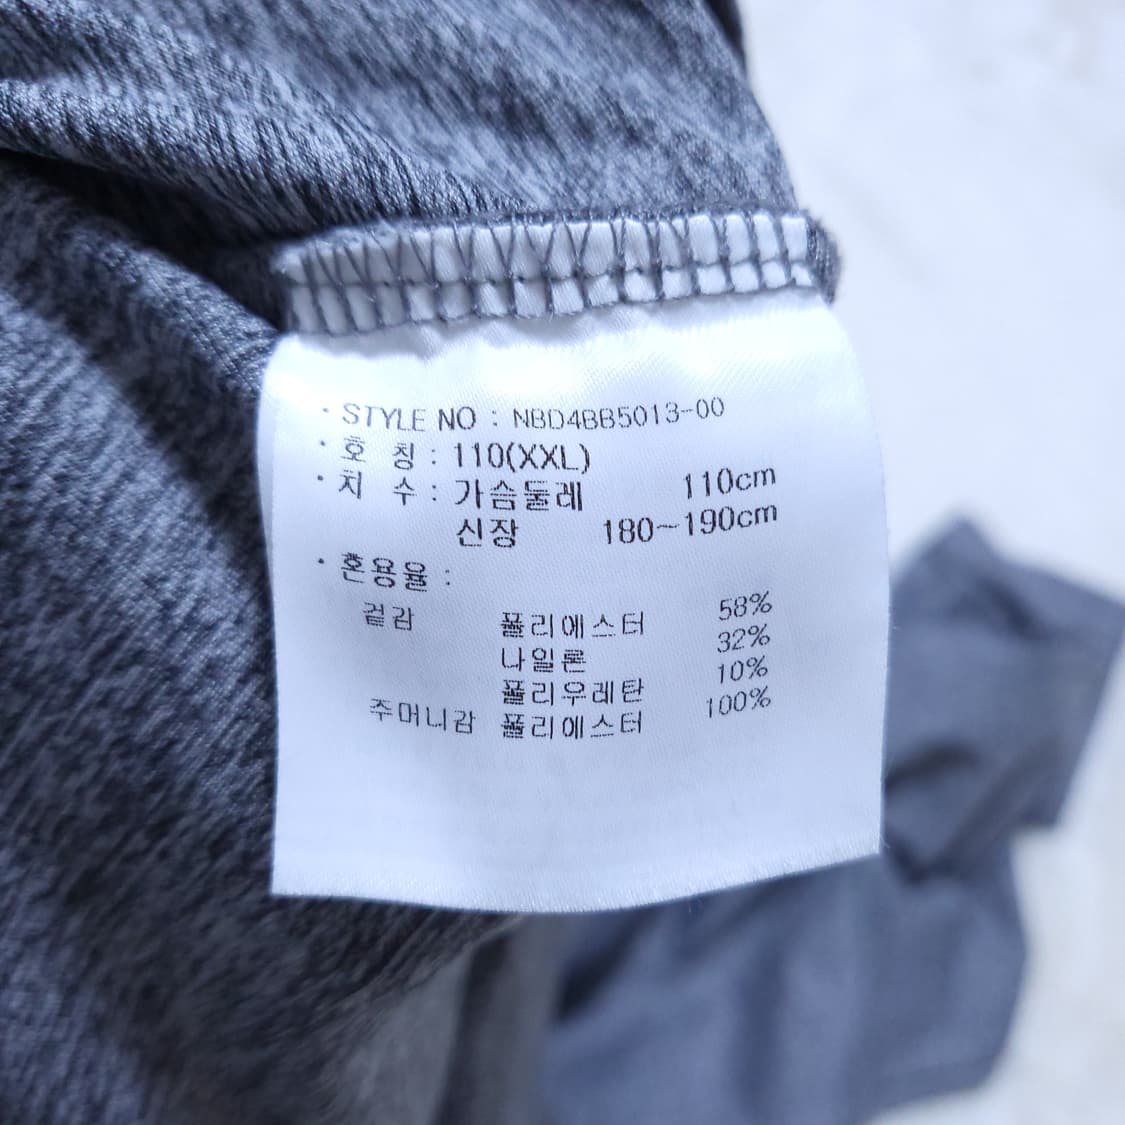 · STYLE NO : NBD4BB5013-00
· 호 칭 : 110(XXL)
· 치 수 : 가슴둘레 110cm
신장 180~190cm
· 혼용율 :
겉감 폴리에스터 58%
나일론 32%
폴리우레탄 10%
주머니감 폴리에스터 100%